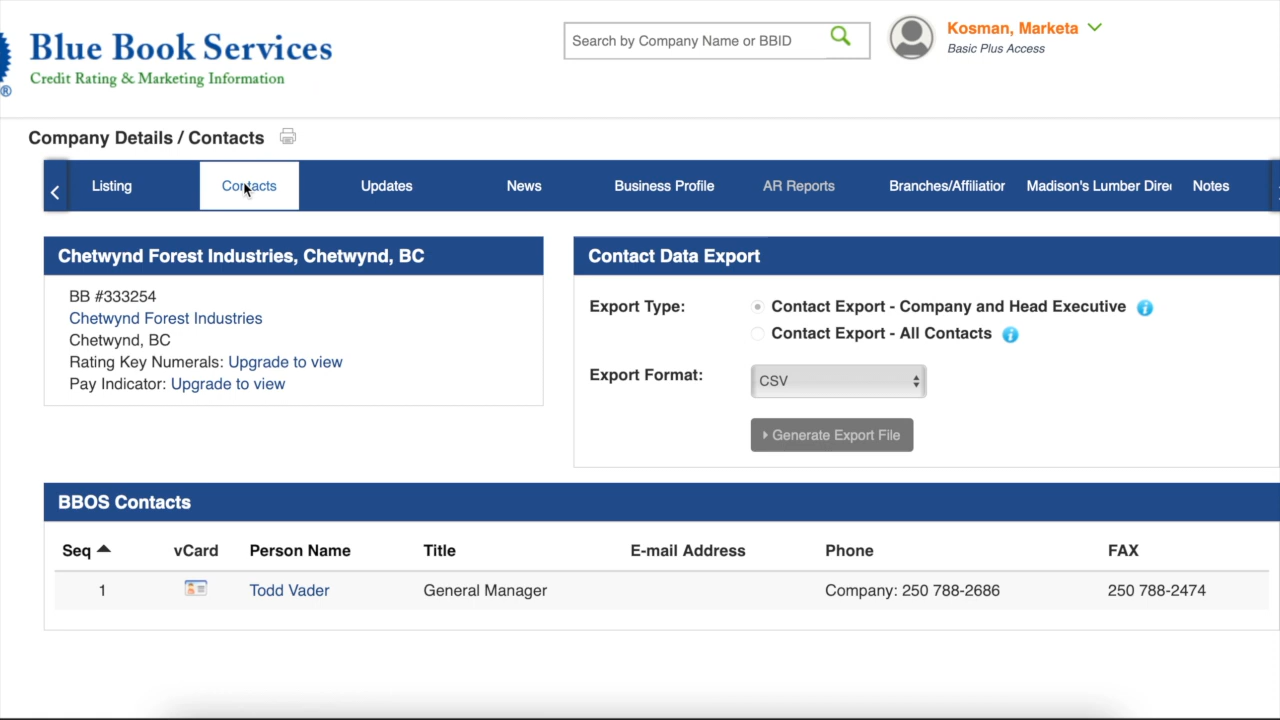 Blue Book Services
Credit Rating & Marketing Information
®
Search by Company Name or BBID
Kosman, Marketa
Basic Plus Access
Company Details / Contacts
Listing
Contacts
Updates
News
Business Profile
AR Reports
Branches/Affiliation
Madison's Lumber Dire
Notes
Chetwynd Forest Industries, Chetwynd, BC
BB #333254
Chetwynd Forest Industries
Chetwynd, BC
Rating Key Numerals: Upgrade to view
Pay Indicator: Upgrade to view
Contact Data Export
Export Type:
Contact Export - Company and Head Executive
Contact Export - All Contacts
Export Format:
CSV
Generate Export File
BBOS Contacts
Seq vCard Person Name Title E-mail Address Phone FAX
1 Todd Vader General Manager Company: 250 788-2686 250 788-2474